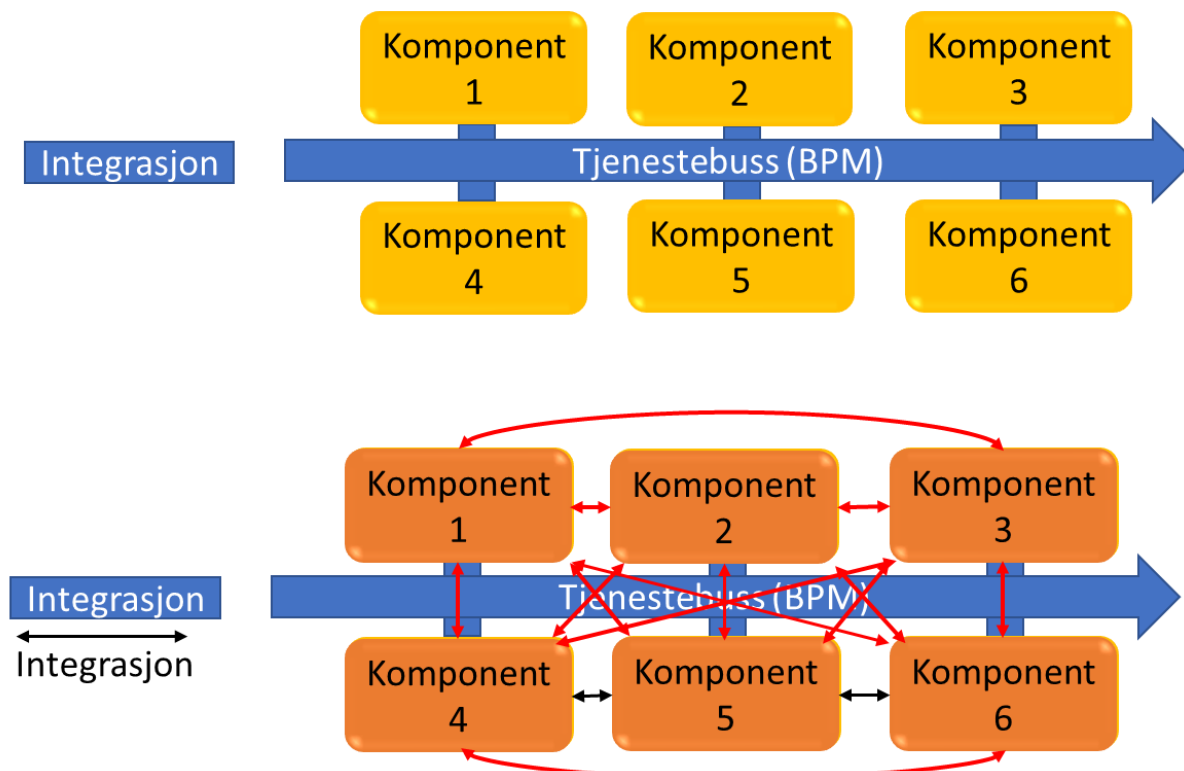 Komponent
1
Komponent
2
Komponent
3
Integrasjon
Tjenestebuss (BPM)
Komponent
4
Komponent
5
Komponent
6
Komponent
1
Komponent
2
Komponent
3
Integrasjon
Tjenestebuss (BPM)
Integrasjon
Komponent
4
Komponent
5
Komponent
6